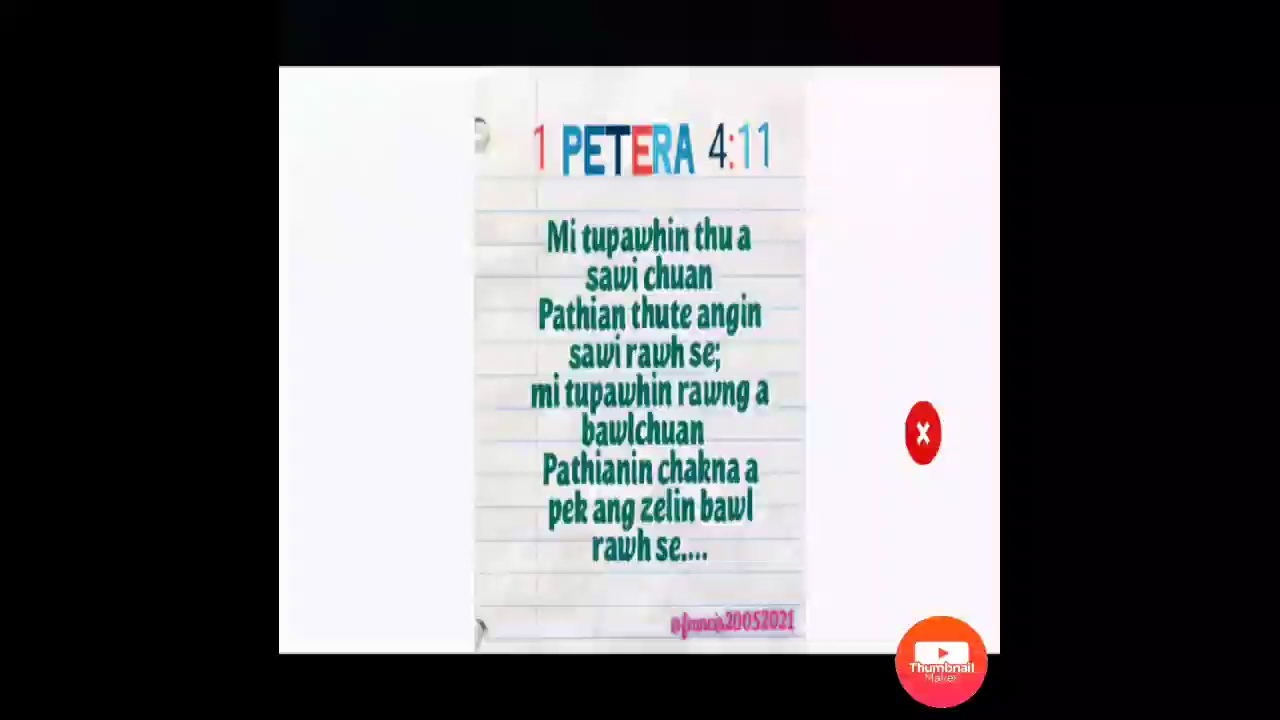 1 PETERA 4:11
Mi tupawhin thu a
sawi chuan
Pathian thute angin
sawi rawh se;
mi tupawhin rawng a
bawlchuan
Pathianin chakna a
pek ang zelin bawl
rawh se....
Thumbnail
Maker